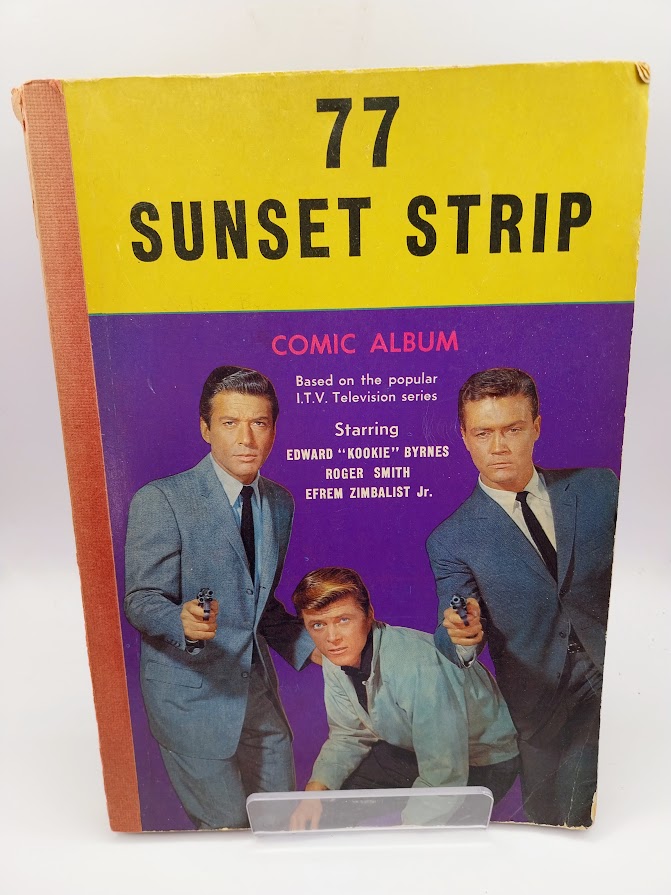 77
SUNSET STRIP
COMIC ALBUM
Based on the popular
I.T.V. Television series
Starring
EDWARD "KOOKIE" BYRNES
ROGER SMITH
EFREM ZIMBALIST Jr.